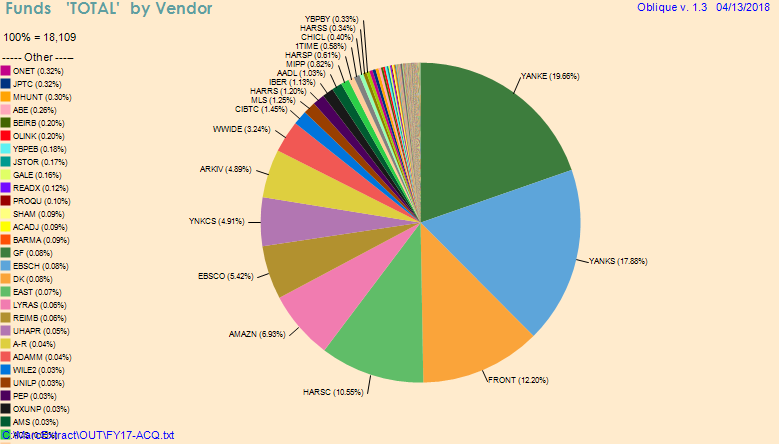 Funds 'TOTAL' by Vendor
Oblique v. 1.3 04/13/2018
100% = 18,109
----- Other -----
ONET (0.32%)
JPTC (0.32%)
MHUNT (0.30%)
ABE (0.26%)
BEIRB (0.20%)
OLINK (0.20%)
YBPEB (0.18%)
JSTOR (0.17%)
GALE (0.16%)
READX (0.12%)
PROQU (0.10%)
SHAM (0.09%)
ACADJ (0.09%)
BARMA (0.09%)
GF (0.08%)
EBSCH (0.08%)
DK (0.08%)
EAST (0.07%)
LYRAS (0.06%)
REIMB (0.06%)
UHAPR (0.05%)
A-R (0.04%)
ADAMM (0.04%)
WILE2 (0.03%)
UNILP (0.03%)
PEP (0.03%)
OXUNP (0.03%)
AMS (0.03%)
YBPBY (0.33%)
HARSS (0.34%)
CHICL (0.40%)
1TIME (0.58%)
HARSP (0.61%)
MIPP (0.82%)
AADL (1.03%)
IBER (1.13%)
HARRS (1.20%)
MLS (1.25%)
CIBTC (1.45%)
WWIDE (3.24%)
ARKIV (4.89%)
YNKCS (4.91%)
EBSCO (5.42%)
AMAZN (6.93%)
HARSC (10.55%)
FRONT (12.20%)
YANKS (17.88%)
YANKE (19.66%)